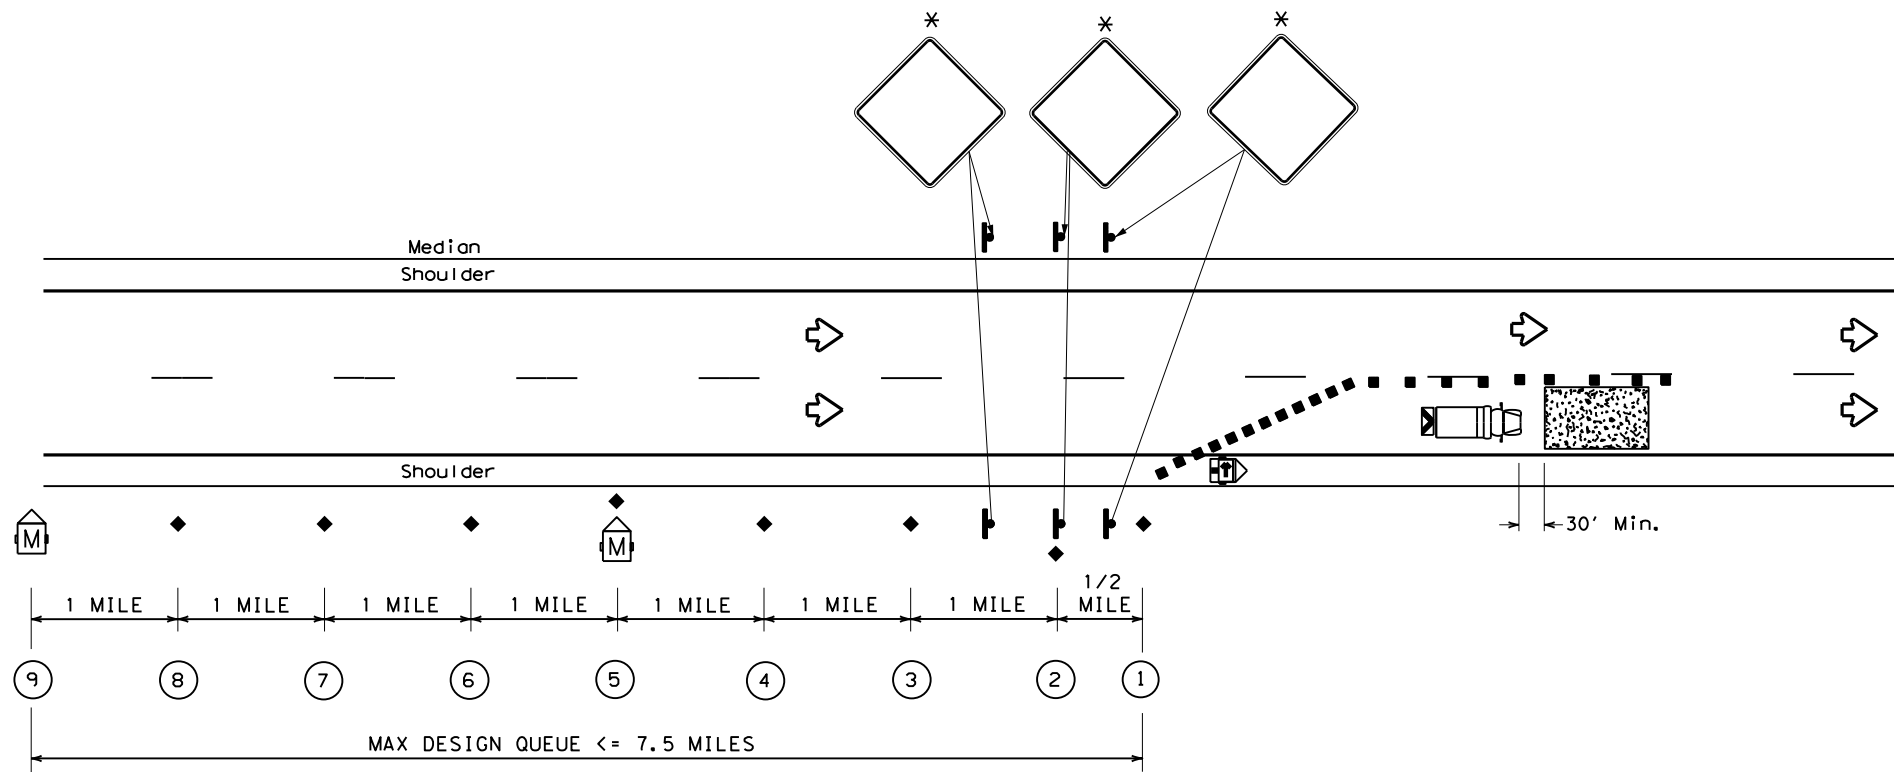 * * *
Median
Shoulder
Shoulder
M
M
30' Min.
1 MILE 1 MILE 1 MILE 1 MILE 1 MILE 1 MILE 1 MILE 1/2 MILE
9 8 7 6 5 4 3 2 1
MAX DESIGN QUEUE <= 7.5 MILES